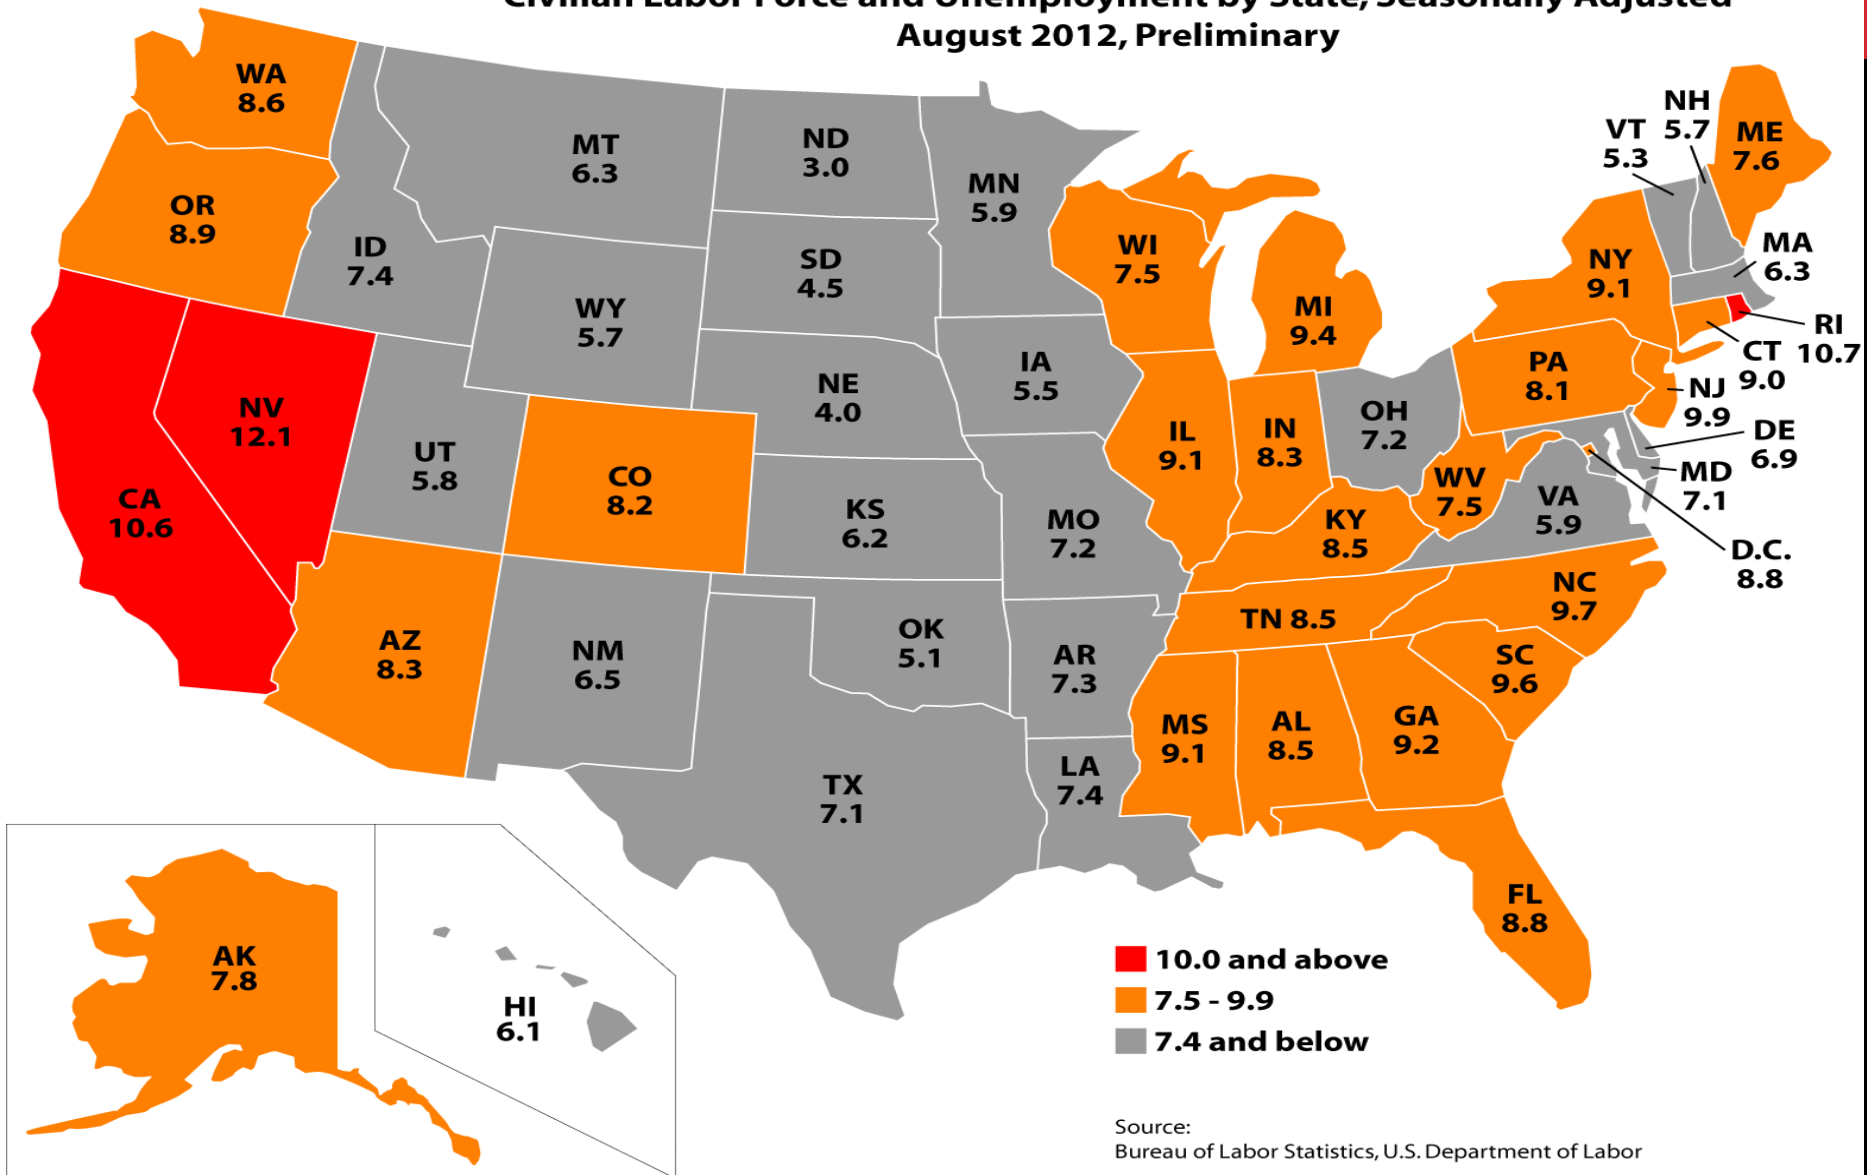 Civilian Labor Force and Unemployment by State, Seasonally Adjusted
August 2012, Preliminary
WA
8.6
OR
8.9
CA
10.6
NV
12.1
ID
7.4
MT
6.3
WY
5.7
UT
5.8
CO
8.2
AZ
8.3
NM
6.5
ND
3.0
SD
4.5
NE
4.0
KS
6.2
OK
5.1
TX
7.1
MN
5.9
IA
5.5
MO
7.2
AR
7.3
LA
7.4
WI
7.5
IL
9.1
MI
9.4
IN
8.3
OH
7.2
KY
8.5
TN 8.5
MS
9.1
AL
8.5
GA
9.2
FL
8.8
SC
9.6
NC
9.7
VA
5.9
WV
7.5
PA
8.1
NY
9.1
VT
5.3
NH
5.7
ME
7.6
MA
6.3
RI
10.7
CT
9.0
NJ
9.9
DE
6.9
MD
7.1
D.C.
8.8
AK
7.8
HI
6.1
10.0 and above
7.5 - 9.9
7.4 and below
Source:
Bureau of Labor Statistics, U.S. Department of Labor